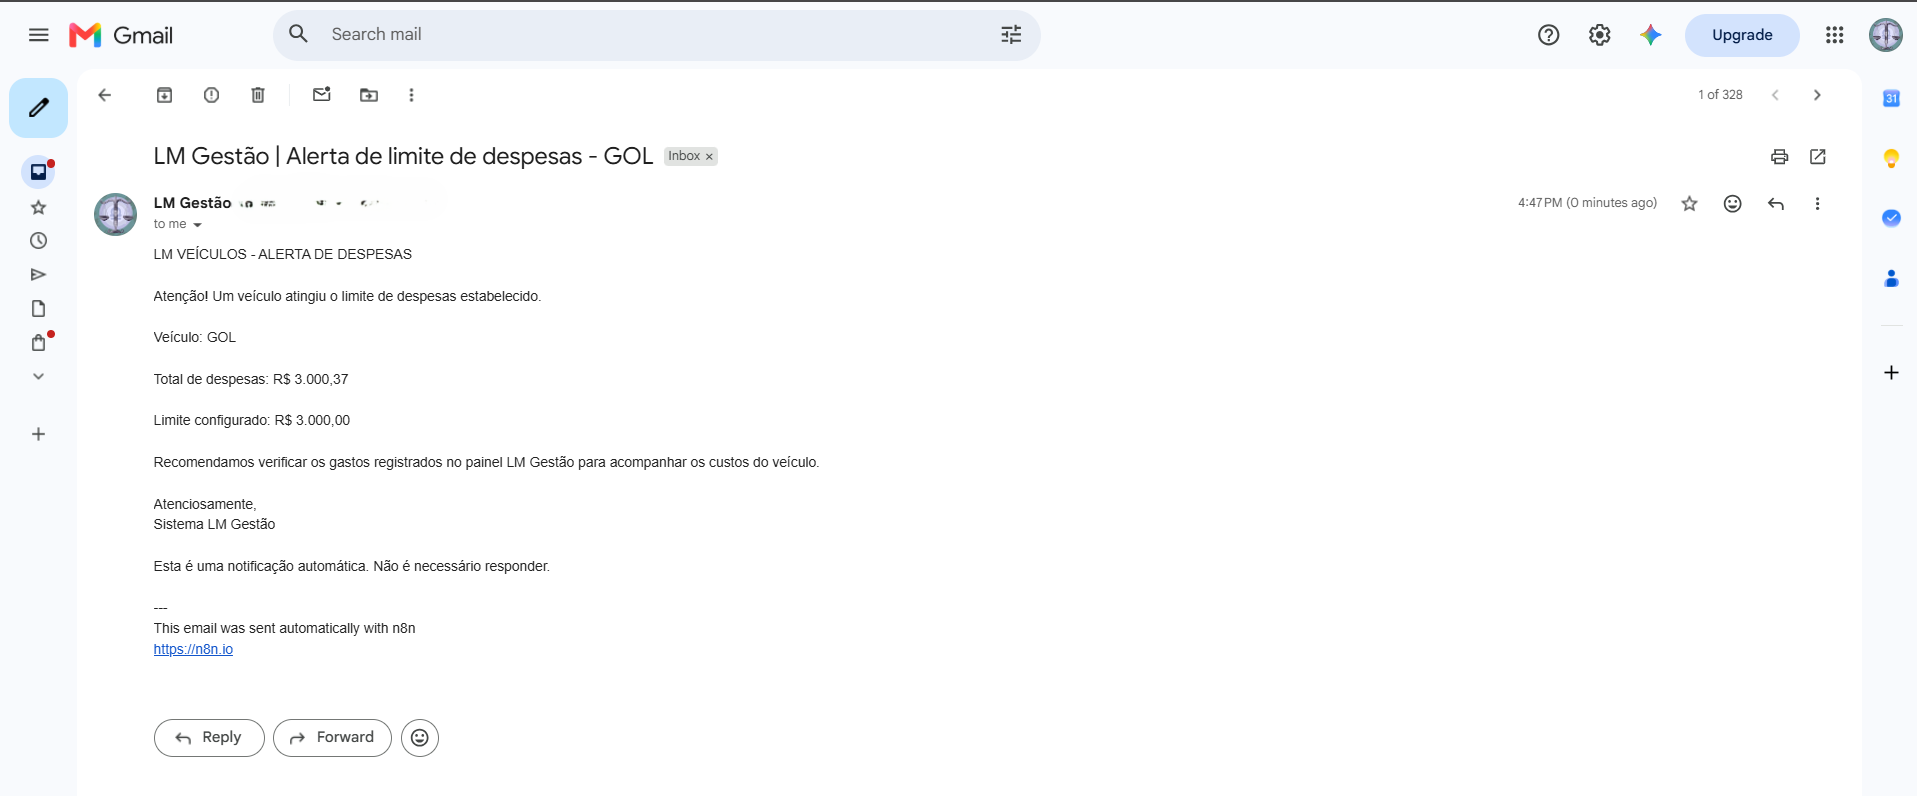 Gmail
Search mail
Upgrade
1 of 328
31
LM Gestão | Alerta de limite de despesas - GOL
Inbox ×
LM Gestão
4:47 PM (0 minutes ago)
to me
LM VEÍCULOS - ALERTA DE DESPESAS
Atenção! Um veículo atingiu o limite de despesas estabelecido.
Veículo: GOL
Total de despesas: R$ 3.000,37
Limite configurado: R$ 3.000,00
Recomendamos verificar os gastos registrados no painel LM Gestão para acompanhar os custos do veículo.
Atenciosamente,
Sistema LM Gestão
Esta é uma notificação automática. Não é necessário responder.
---
This email was sent automatically with n8n
https://n8n.io
Reply
Forward